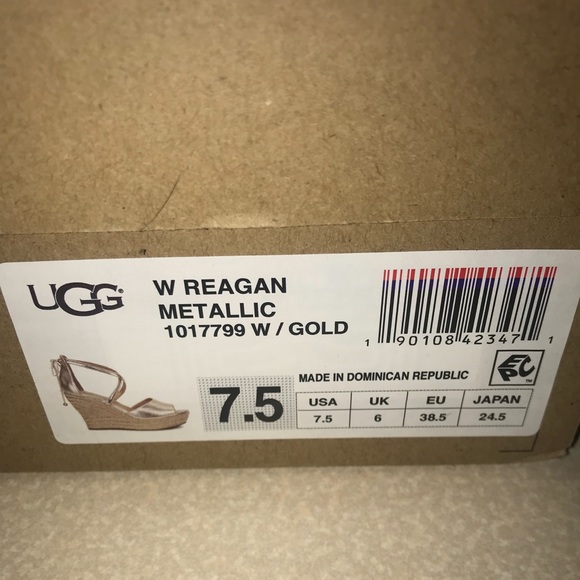 UGG®
W REAGAN
METALLIC
1017799 W / GOLD
1 90108 42347 1
7.5
MADE IN DOMINICAN REPUBLIC
USA UK EU JAPAN
7.5 6 38.5 24.5
EPC™